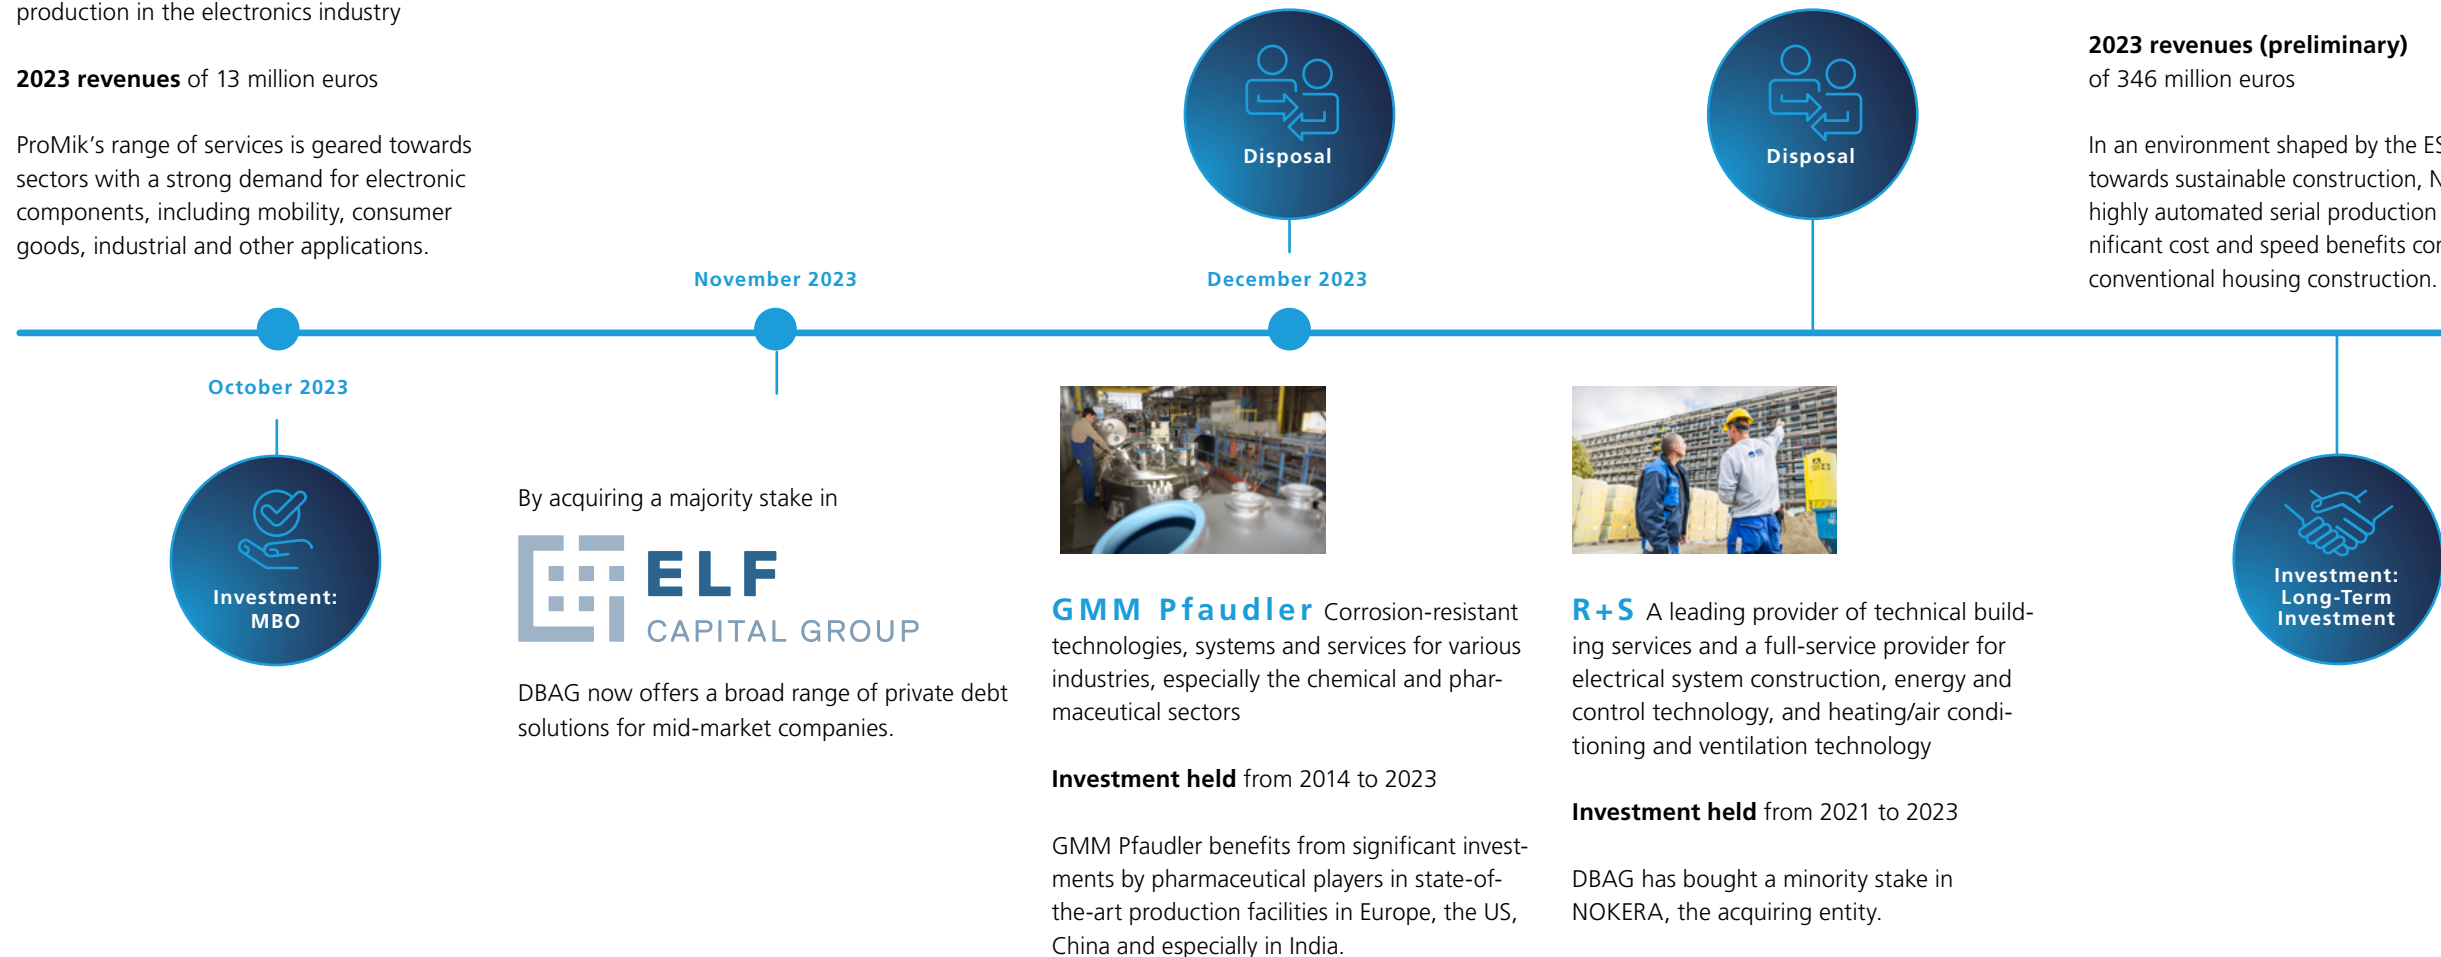 production in the electronics industry
2023 revenues of 13 million euros
ProMik’s range of services is geared towards
sectors with a strong demand for electronic
components, including mobility, consumer
goods, industrial and other applications.
October 2023
Investment:
MBO
November 2023
By acquiring a majority stake in
ELF
CAPITAL GROUP
DBAG now offers a broad range of private debt
solutions for mid-market companies.
Disposal
December 2023
GMM Pfaudler Corrosion-resistant
technologies, systems and services for various
industries, especially the chemical and phar-
maceutical sectors
Investment held from 2014 to 2023
GMM Pfaudler benefits from significant invest-
ments by pharmaceutical players in state-of-
the-art production facilities in Europe, the US,
China and especially in India.
Disposal
R+S A leading provider of technical build-
ing services and a full-service provider for
electrical system construction, energy and
control technology, and heating/air condi-
tioning and ventilation technology
Investment held from 2021 to 2023
DBAG has bought a minority stake in
NOKERA, the acquiring entity.
2023 revenues (preliminary)
of 346 million euros
In an environment shaped by the
towards sustainable construction,
highly automated serial production
nificant cost and speed benefits
conventional housing construction.
Investment:
Long-Term
Investment